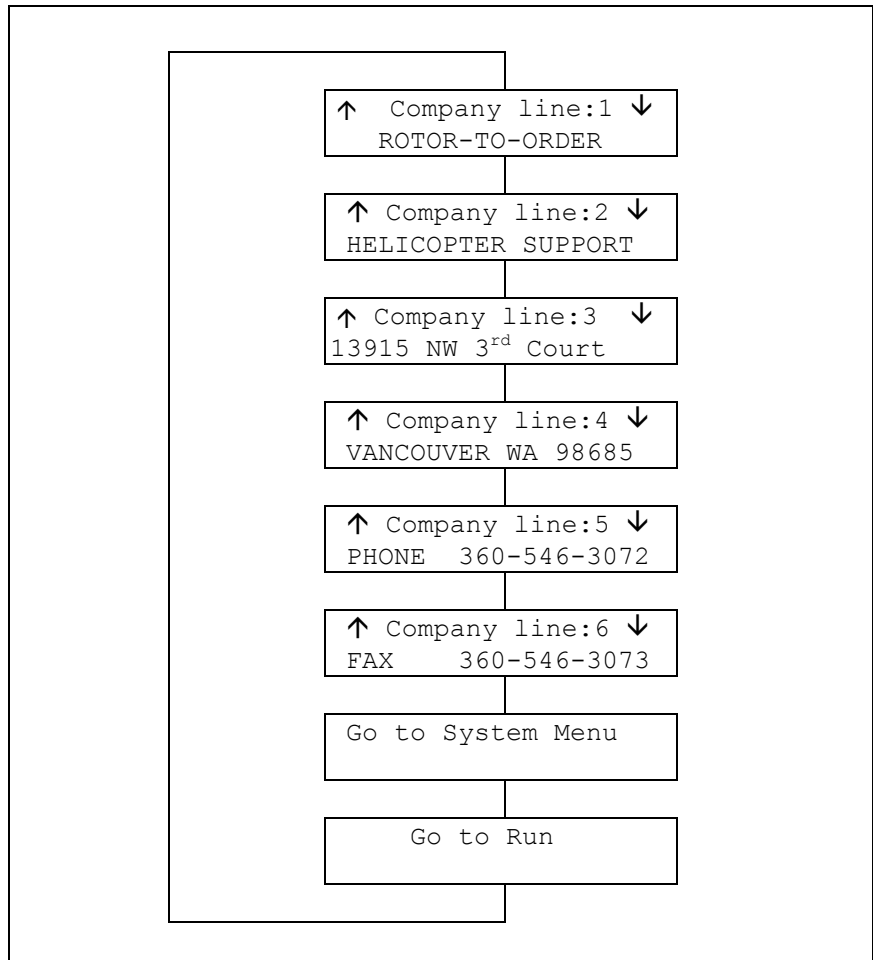 ↑ Company line:1 ↓
ROTOR-TO-ORDER
↑ Company line:2 ↓
HELICOPTER SUPPORT
↑ Company line:3 ↓
13915 NW 3rd Court
↑ Company line:4 ↓
VANCOUVER WA 98685
↑ Company line:5 ↓
PHONE 360-546-3072
↑ Company line:6 ↓
FAX 360-546-3073
Go to System Menu
Go to Run